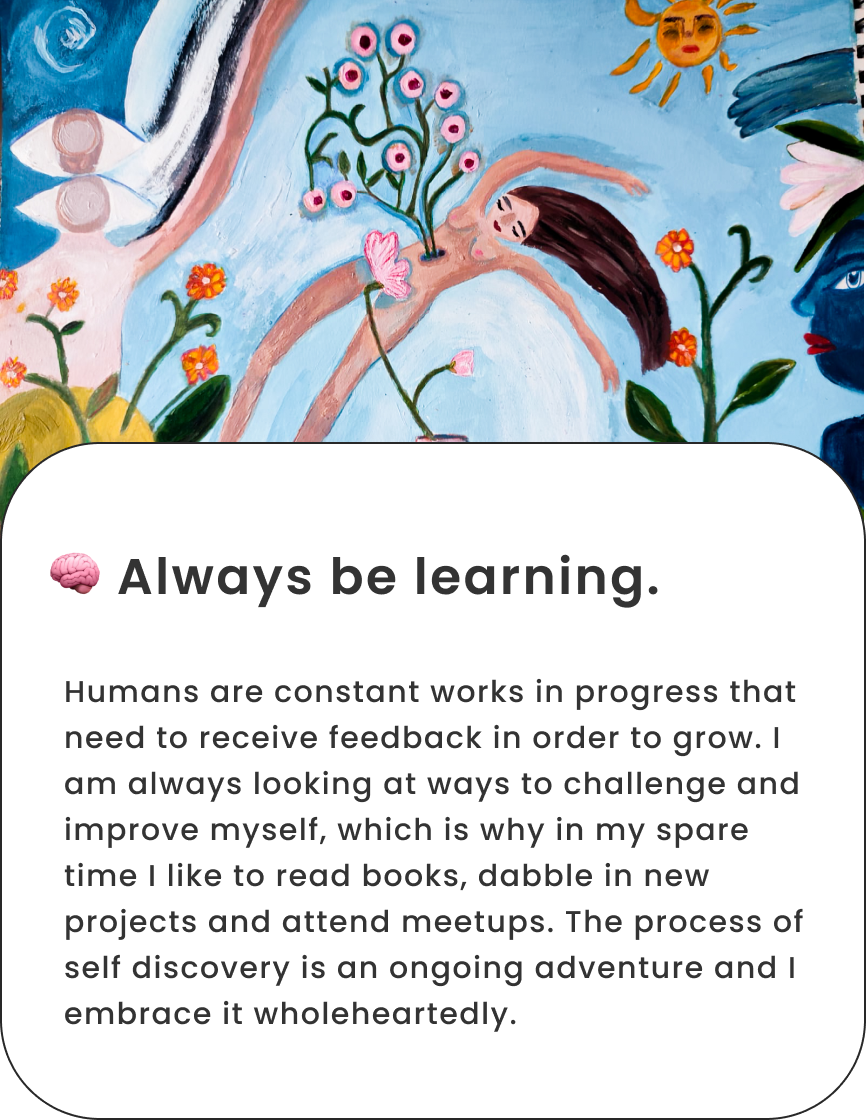 🧠 Always be learning.
Humans are constant works in progress that
need to receive feedback in order to grow. I
am always looking at ways to challenge and
improve myself, which is why in my spare
time I like to read books, dabble in new
projects and attend meetups. The process of
self discovery is an ongoing adventure and I
embrace it wholeheartedly.